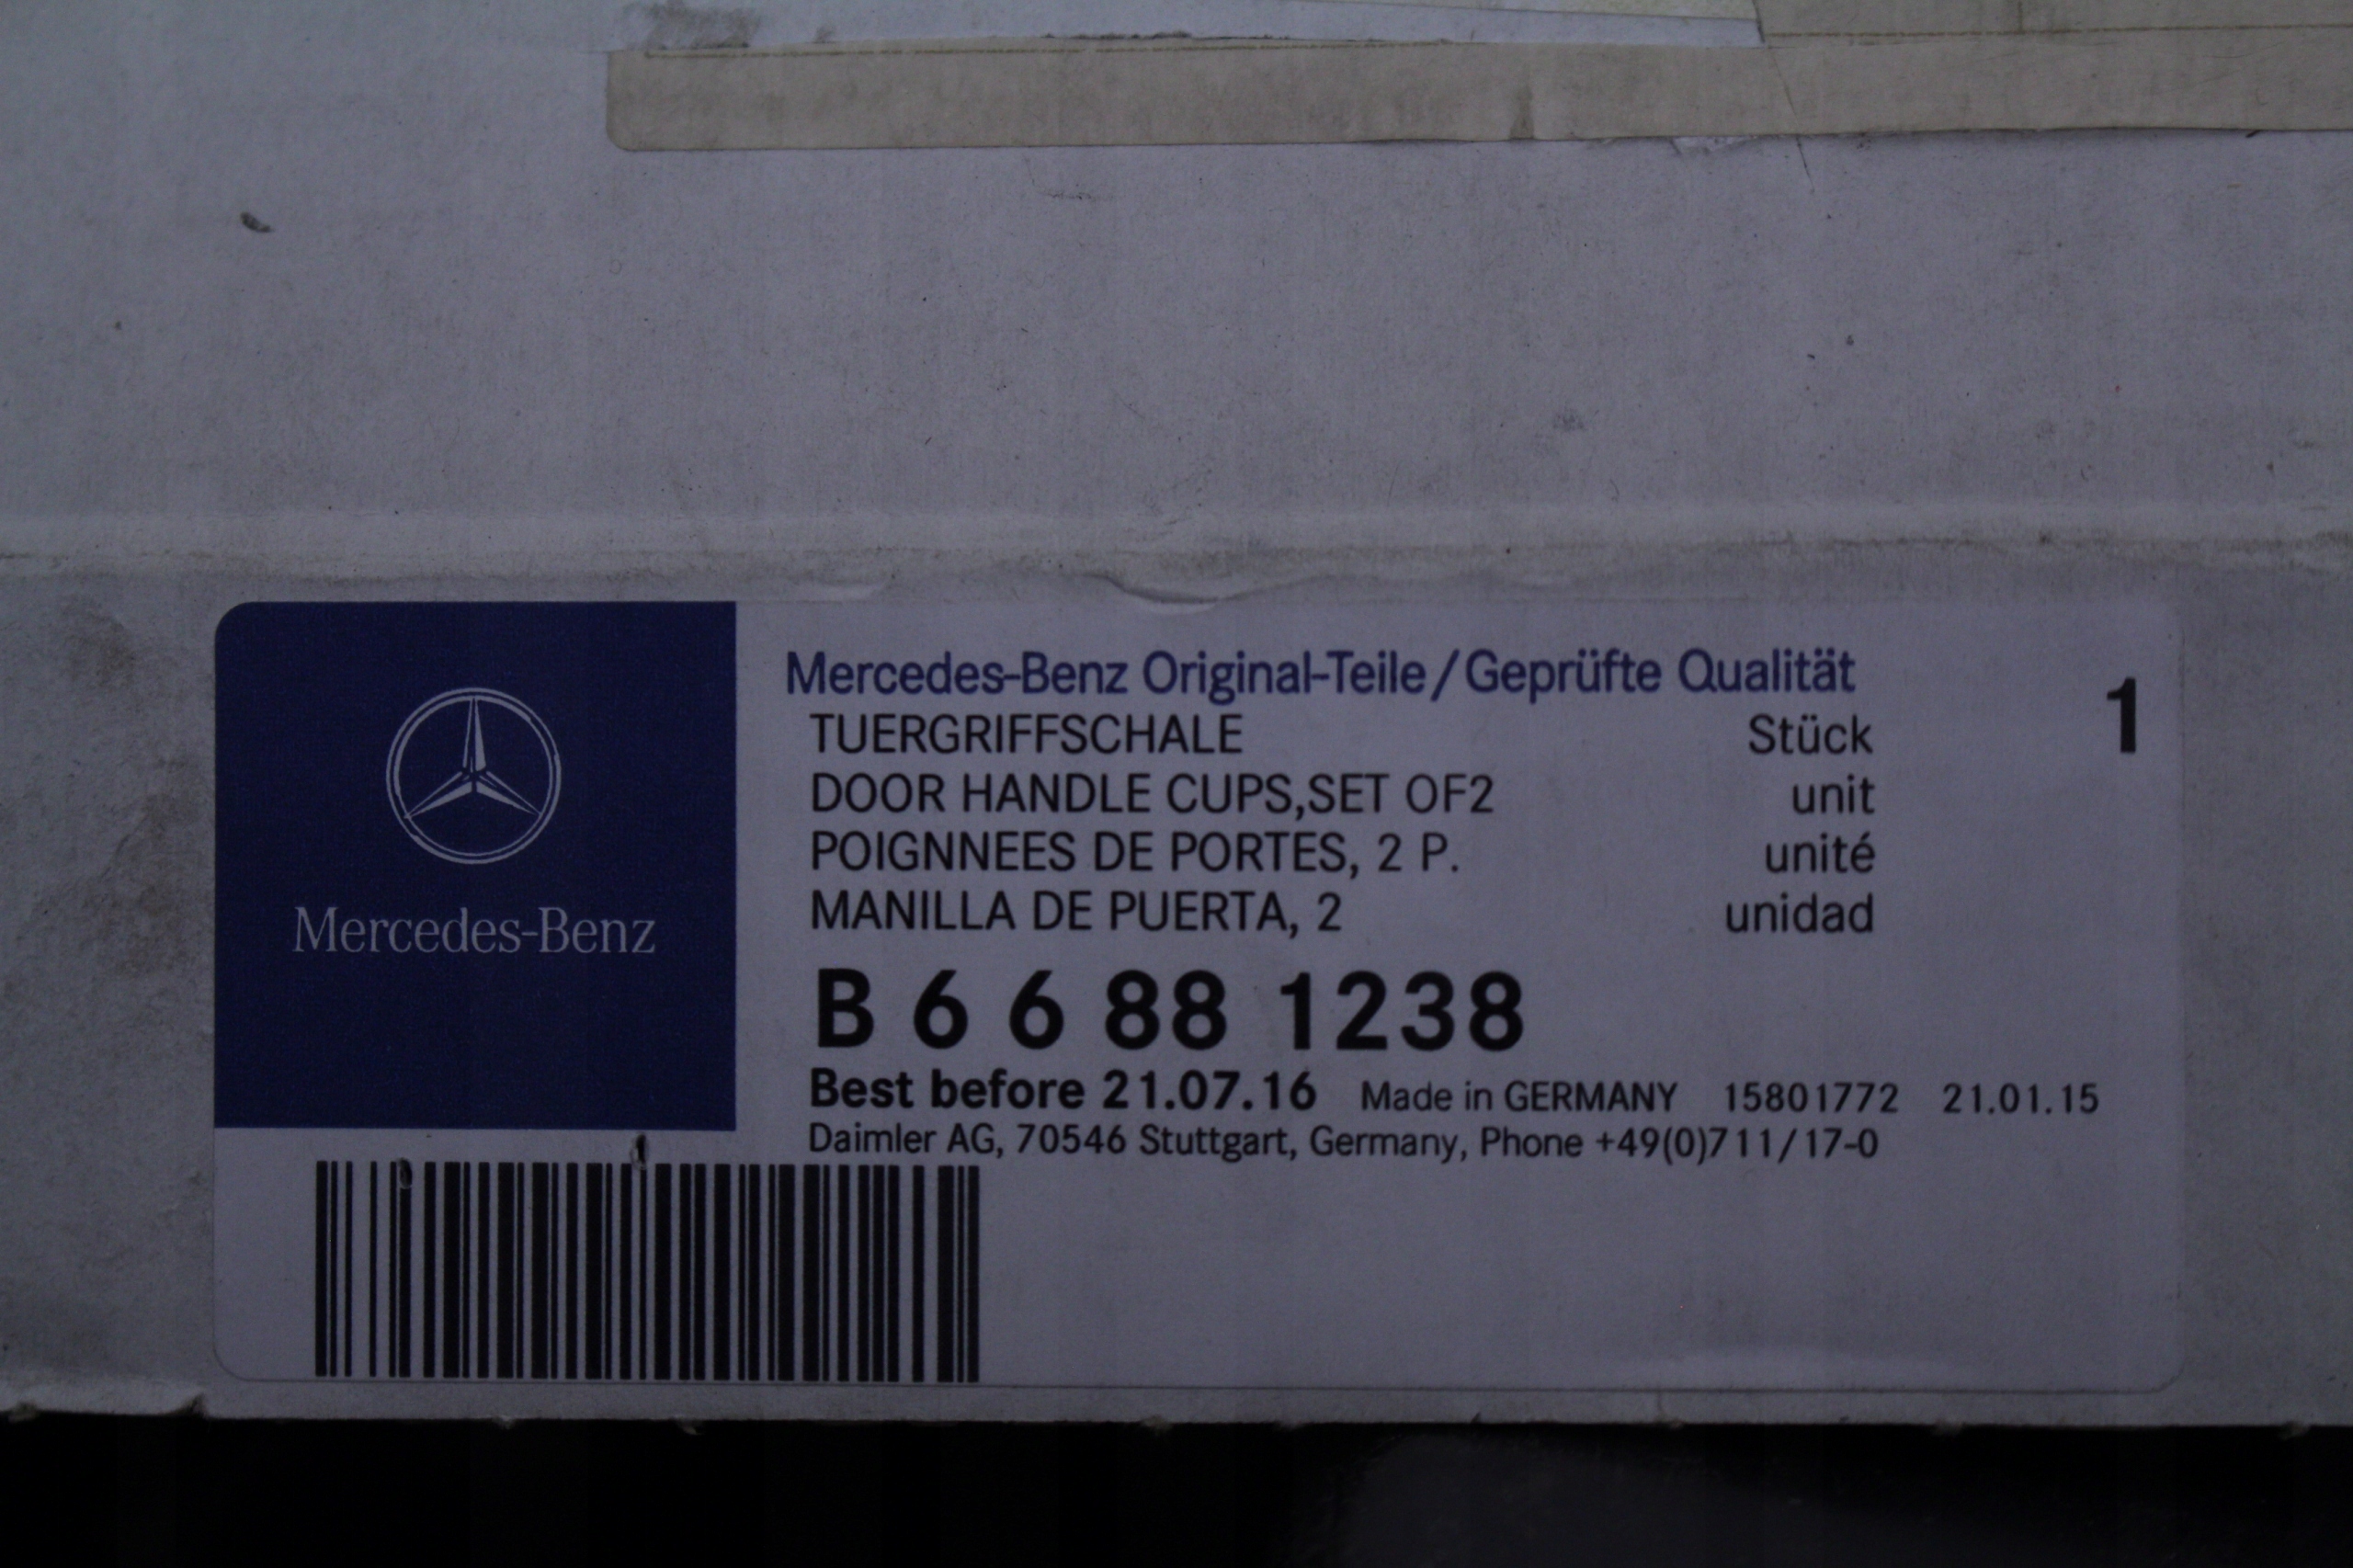 Mercedes-Benz
Mercedes-Benz Original-Teile/Geprüfte Qualität
TUERGRIFFSCHALE Stück 1
DOOR HANDLE CUPS,SET OF2 unit
POIGNNEES DE PORTES, 2 P. unité
MANILLA DE PUERTA, 2 unidad
B 6 6 88 1238
Best before 21.07.16 Made in GERMANY 15801772 21.01.15
Daimler AG, 70546 Stuttgart, Germany, Phone +49(0)711/17-0